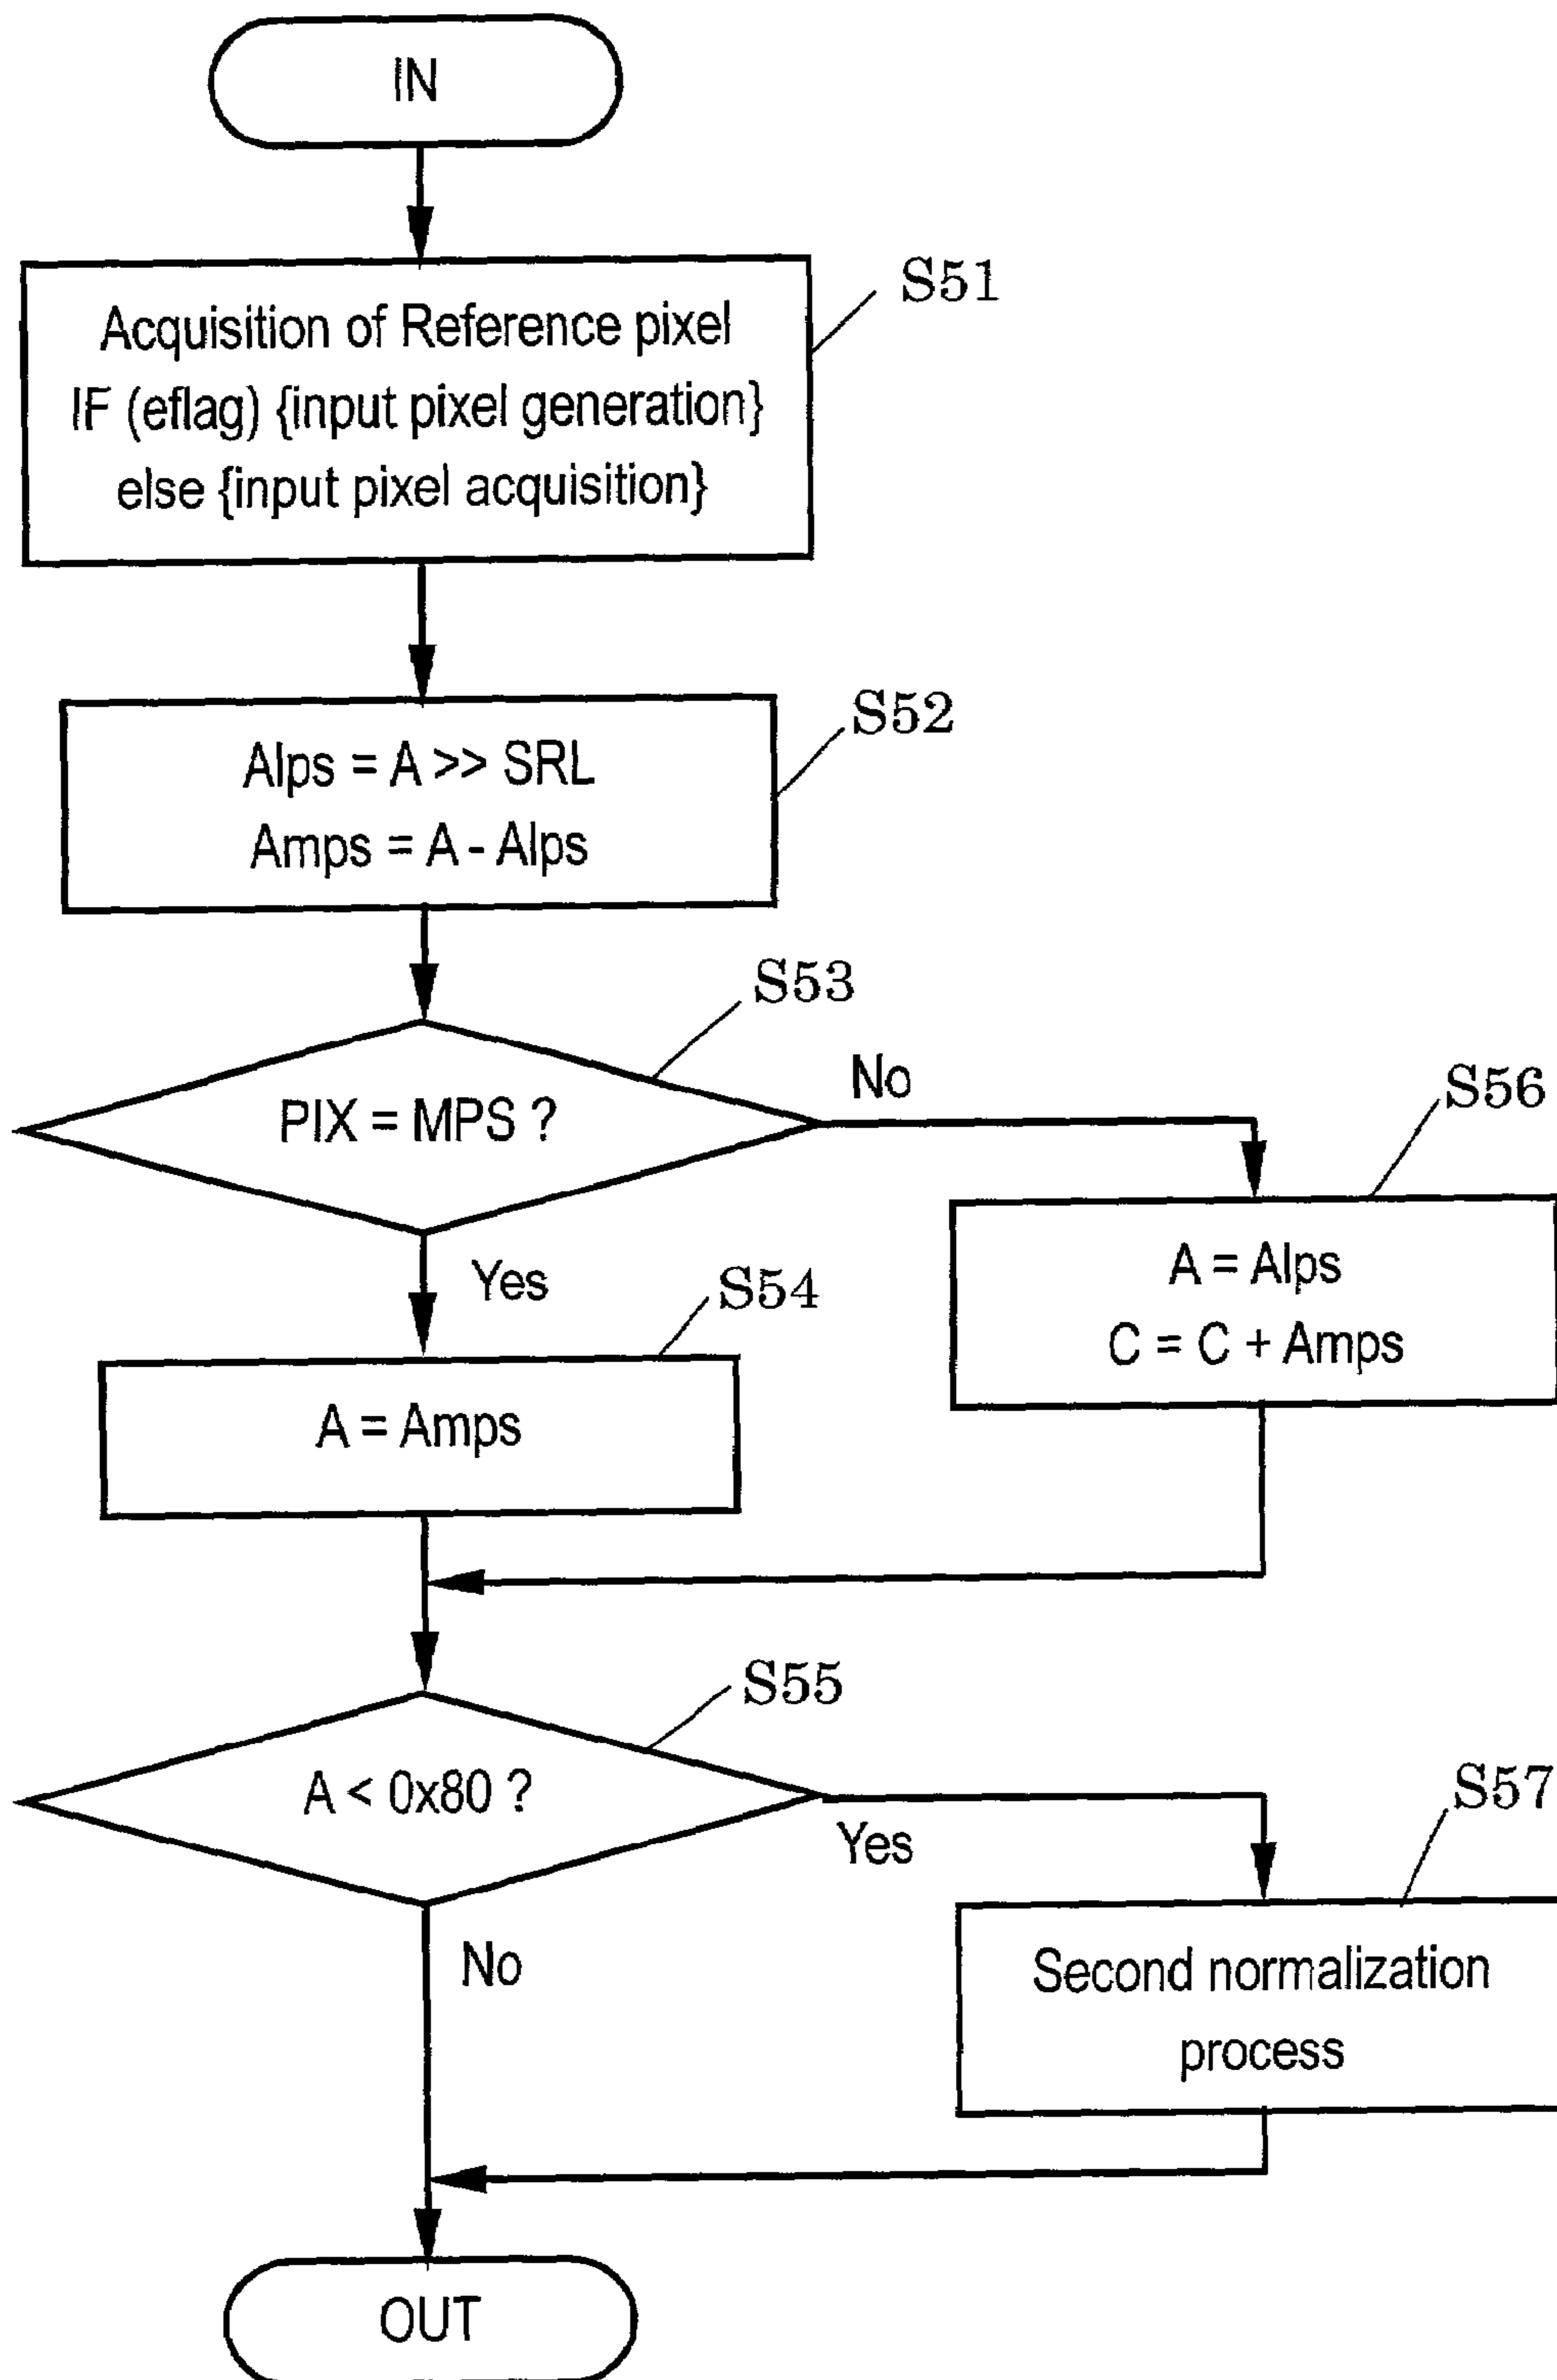 IN
S51
Acquisition of Reference pixel
IF (eflag) {input pixel generation}
else {input pixel acquisition}
S52
Alps = A >> SRL
Amps = A - Alps
S53
PIX = MPS ?
No
S56
A = Alps
C = C + Amps
Yes
S54
A = Amps
S55
A < 0x80 ?
Yes
S57
No
Second normalization
process
OUT